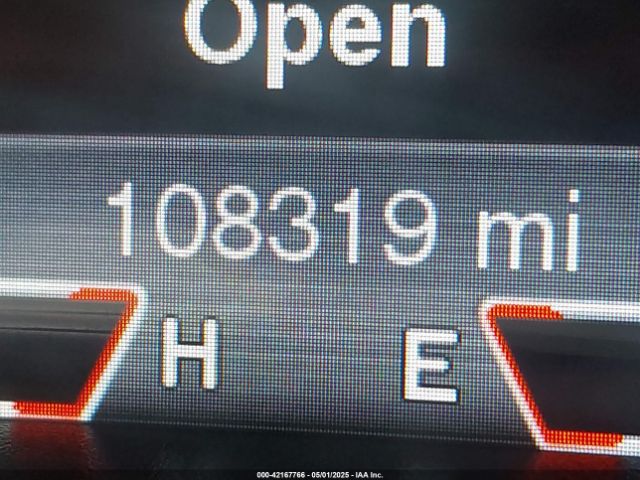 Open
108319 mi
H E
000-42167766 - 05/01/2025 - IAA Inc.